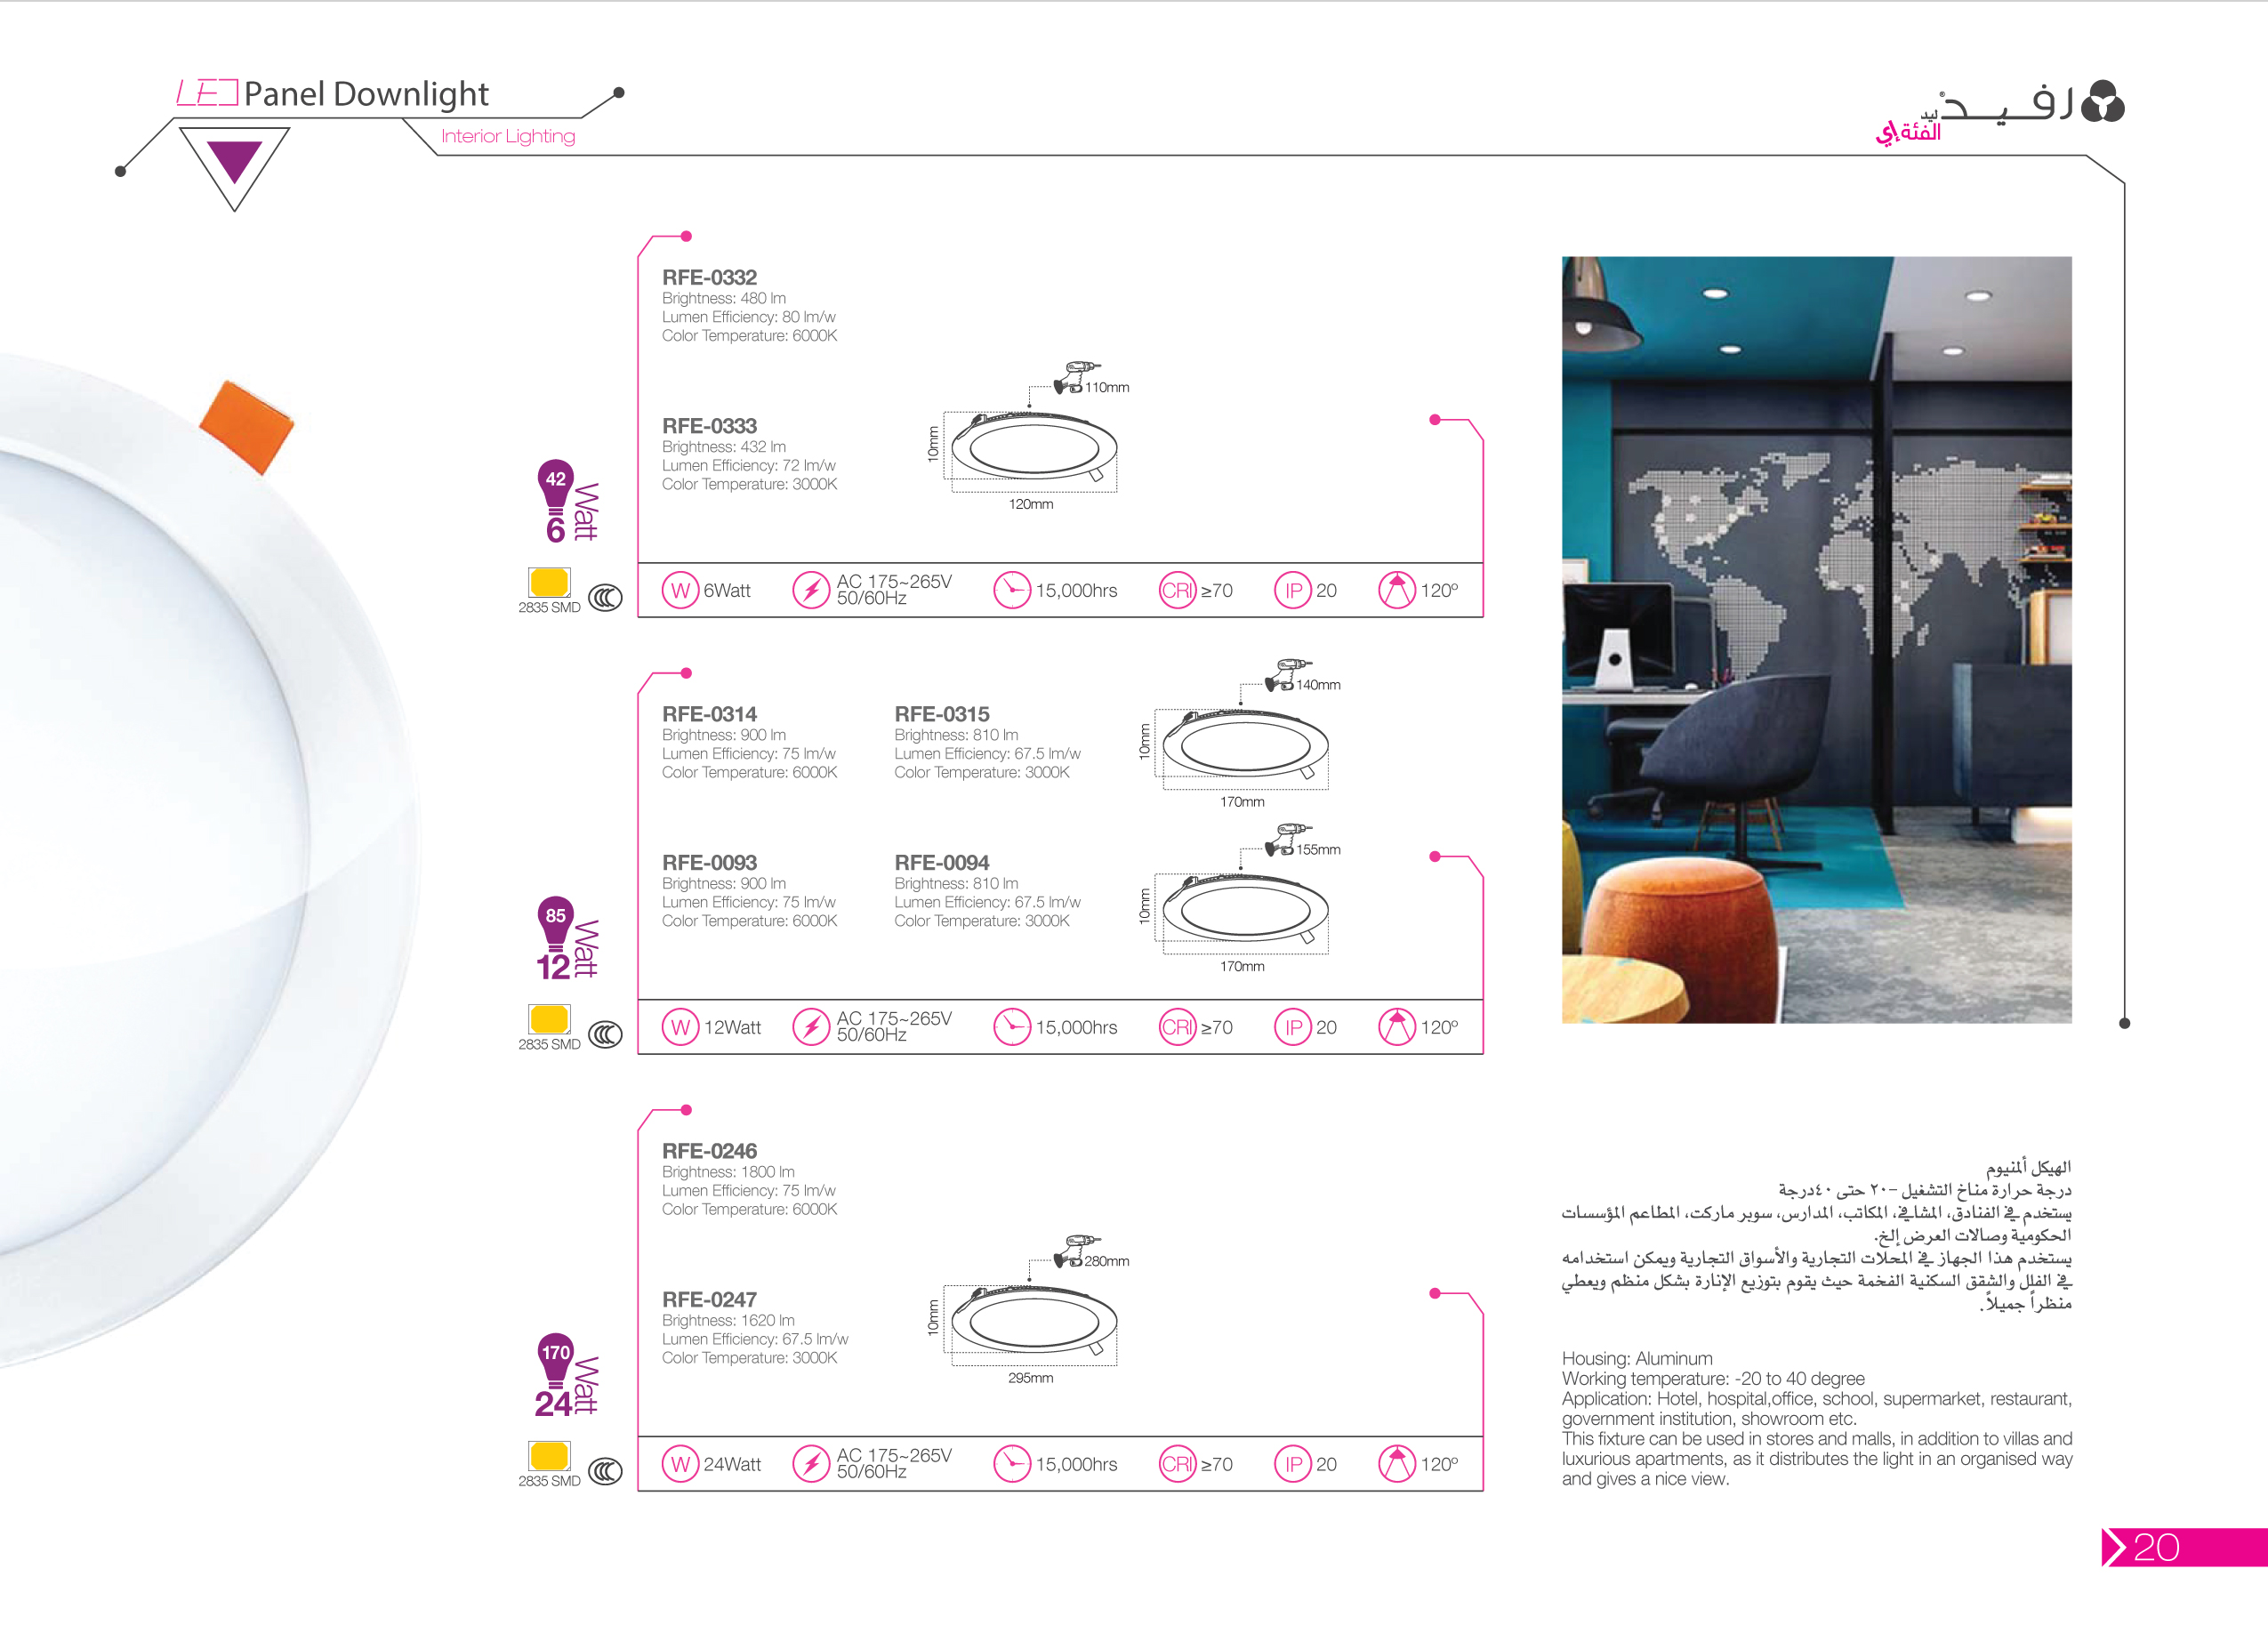 LED Panel Downlight
Interior Lighting
رفيد®
ليد
الفئة إي
RFE-0332
Brightness: 480 lm
Lumen Efficiency: 80 lm/w
Color Temperature: 6000K
110mm
10mm
120mm
RFE-0333
Brightness: 432 lm
Lumen Efficiency: 72 lm/w
Color Temperature: 3000K
42
6
Watt
2835 SMD
W 6Watt
AC 175~265V
50/60Hz
15,000hrs
CRI ≥70
IP 20
120º
RFE-0314
Brightness: 900 lm
Lumen Efficiency: 75 lm/w
Color Temperature: 6000K
RFE-0315
Brightness: 810 lm
Lumen Efficiency: 67.5 lm/w
Color Temperature: 3000K
140mm
10mm
170mm
RFE-0093
Brightness: 900 lm
Lumen Efficiency: 75 lm/w
Color Temperature: 6000K
RFE-0094
Brightness: 810 lm
Lumen Efficiency: 67.5 lm/w
Color Temperature: 3000K
155mm
10mm
170mm
85
12
Watt
2835 SMD
W 12Watt
AC 175~265V
50/60Hz
15,000hrs
CRI ≥70
IP 20
120º
RFE-0246
Brightness: 1800 lm
Lumen Efficiency: 75 lm/w
Color Temperature: 6000K
280mm
10mm
295mm
RFE-0247
Brightness: 1620 lm
Lumen Efficiency: 67.5 lm/w
Color Temperature: 3000K
170
24
Watt
2835 SMD
W 24Watt
AC 175~265V
50/60Hz
15,000hrs
CRI ≥70
IP 20
120º
الهيكل ألمنيوم
درجة حرارة مناخ التشغيل -٢٠ حتى ٤٠درجة
يستخدم في الفنادق، المشافي، المكاتب، المدارس، سوبر ماركت، المطاعم المؤسسات
الحكومية وصالات العرض إلخ.
يستخدم هذا الجهاز في المحلات التجارية والأسواق التجارية ويمكن استخدامه
في الفلل والشقق السكنية الفخمة حيث يقوم بتوزيع الإنارة بشكل منظم ويعطي
منظراً جميلاً.
Housing: Aluminum
Working temperature: -20 to 40 degree
Application: Hotel, hospital,office, school, supermarket, restaurant,
government institution, showroom etc.
This fixture can be used in stores and malls, in addition to villas and
luxurious apartments, as it distributes the light in an organised way
and gives a nice view.
20